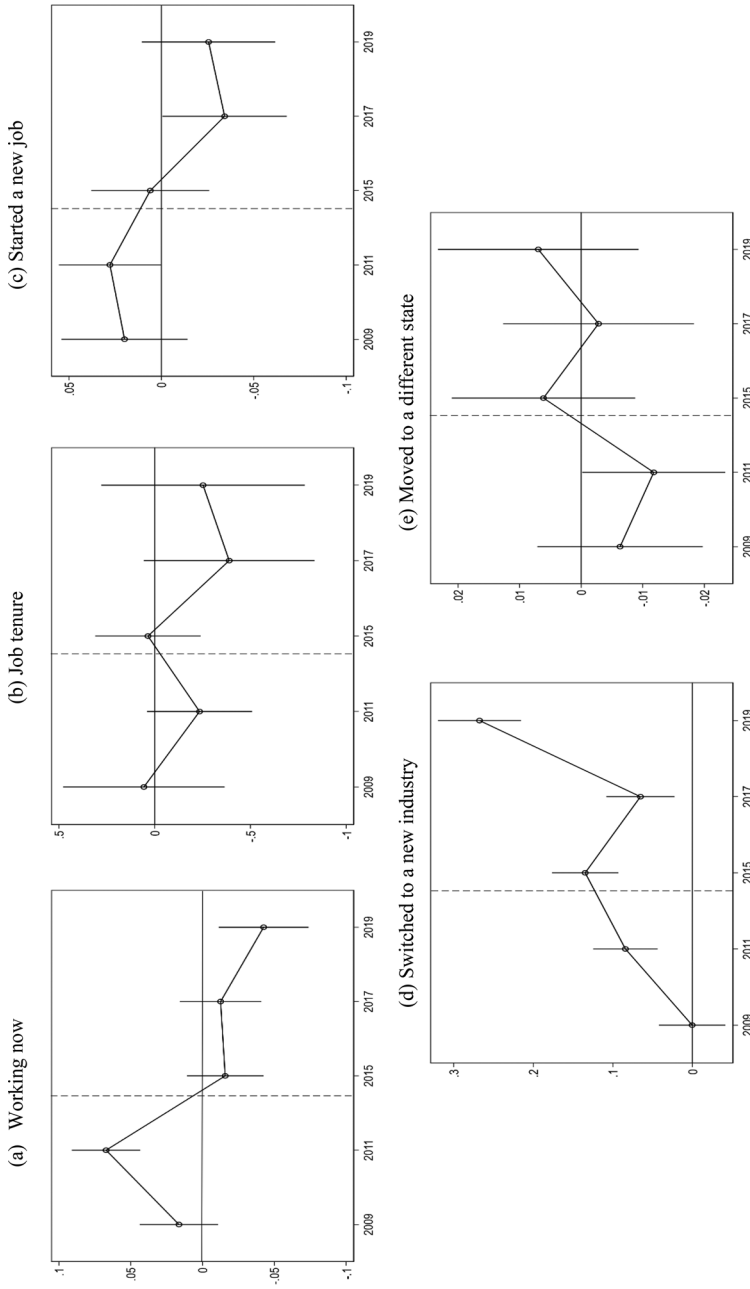 (a) Working now
.1
.05
0
-.05
-.1
2009 2011 2015 2017 2019
(b) Job tenure
.5
0
-.5
-1
2009 2011 2015 2017 2019
(c) Started a new job
.05
0
-.05
-.1
2009 2011 2015 2017 2019
(d) Switched to a new industry
.3
.2
.1
0
2009 2011 2015 2017 2019
(e) Moved to a different state
.02
.01
0
-.01
-.02
2009 2011 2015 2017 2019